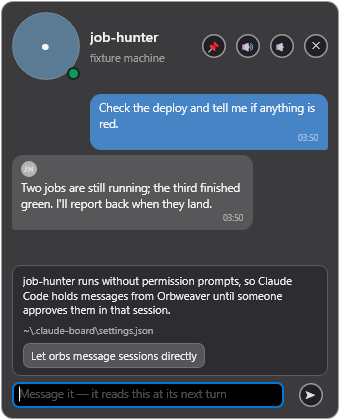 job-hunter
fixture machine
Check the deploy and tell me if anything is
red.
03:50
JH
Two jobs are still running; the third finished
green. I'll report back when they land.
03:50
job-hunter runs without permission prompts, so Claude
Code holds messages from Orbweaver until someone
approves them in that session.
~\.claude-board\settings.json
Let orbs message sessions directly
Message it — it reads this at its next turn